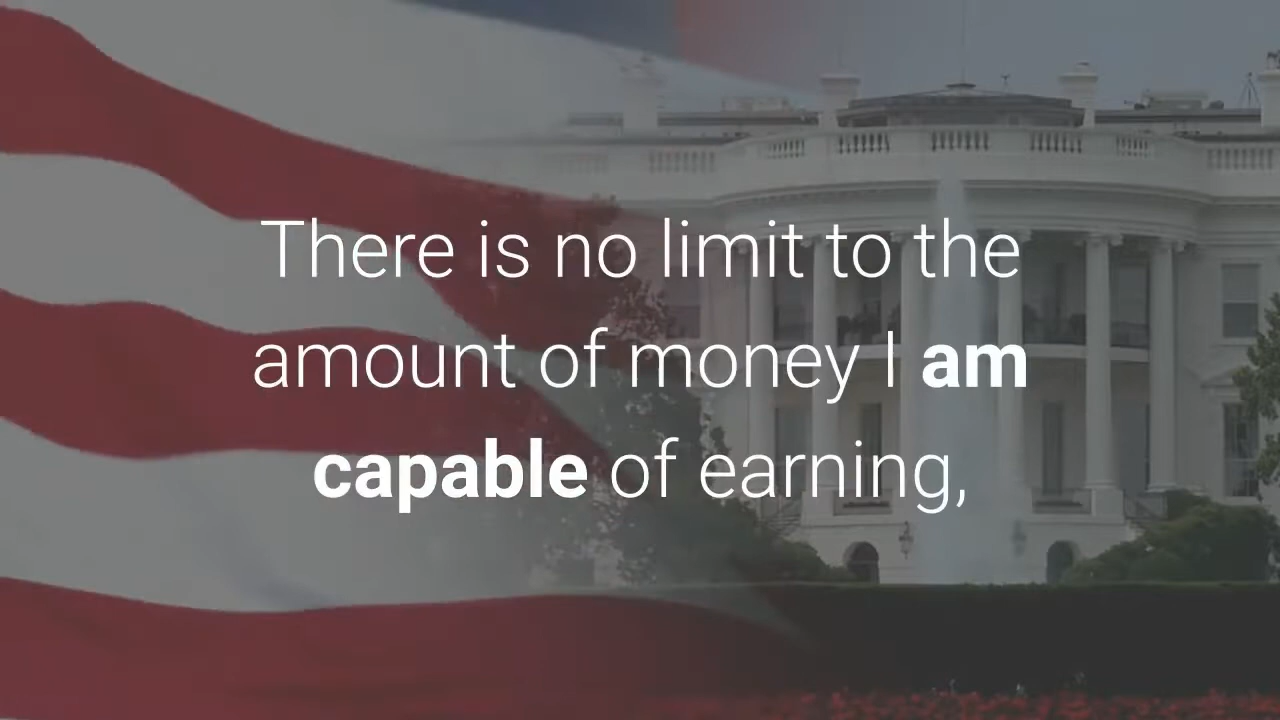 There is no limit to the
amount of money I am
capable of earning,